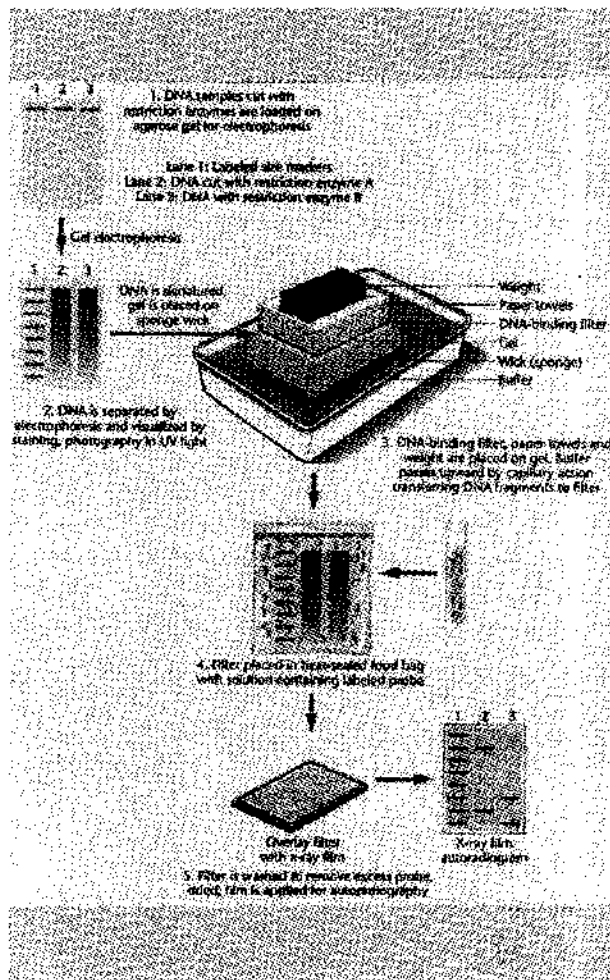 1 2 3
1. DNA samples cut with
restriction enzymes are loaded on
agarose gel for electrophoresis
Lane 1: Labeled size markers
Lane 2: DNA cut with restriction enzyme A
Lane 3: DNA with restriction enzyme B
Gel electrophoresis
1 2 3
DNA is denatured,
gel is placed on
sponge wick
Weight
Paper towels
DNA-binding filter
Gel
Wick (sponge)
Buffer
2. DNA is separated by
electrophoresis and visualized by
staining, photography in UV light
3. DNA-binding filter, paper towels and
weight are placed on gel. Buffer
passes upward by capillary action
transferring DNA fragments to filter
4. Filter placed in heat-sealed food bag
with solution containing labeled probe
1 2 3
Overlay filter
with x-ray film
X-ray film
autoradiogram
5. Filter is washed to remove excess probe,
dried, film is applied for autoradiography